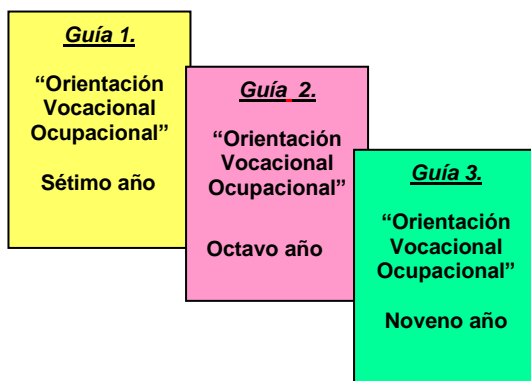 Guía 1.
“Orientación
Vocacional
Ocupacional”
Sétimo año
Guía 2.
“Orientación
Vocacional
Ocupacional”
Octavo año
Guía 3.
“Orientación
Vocacional
Ocupacional”
Noveno año